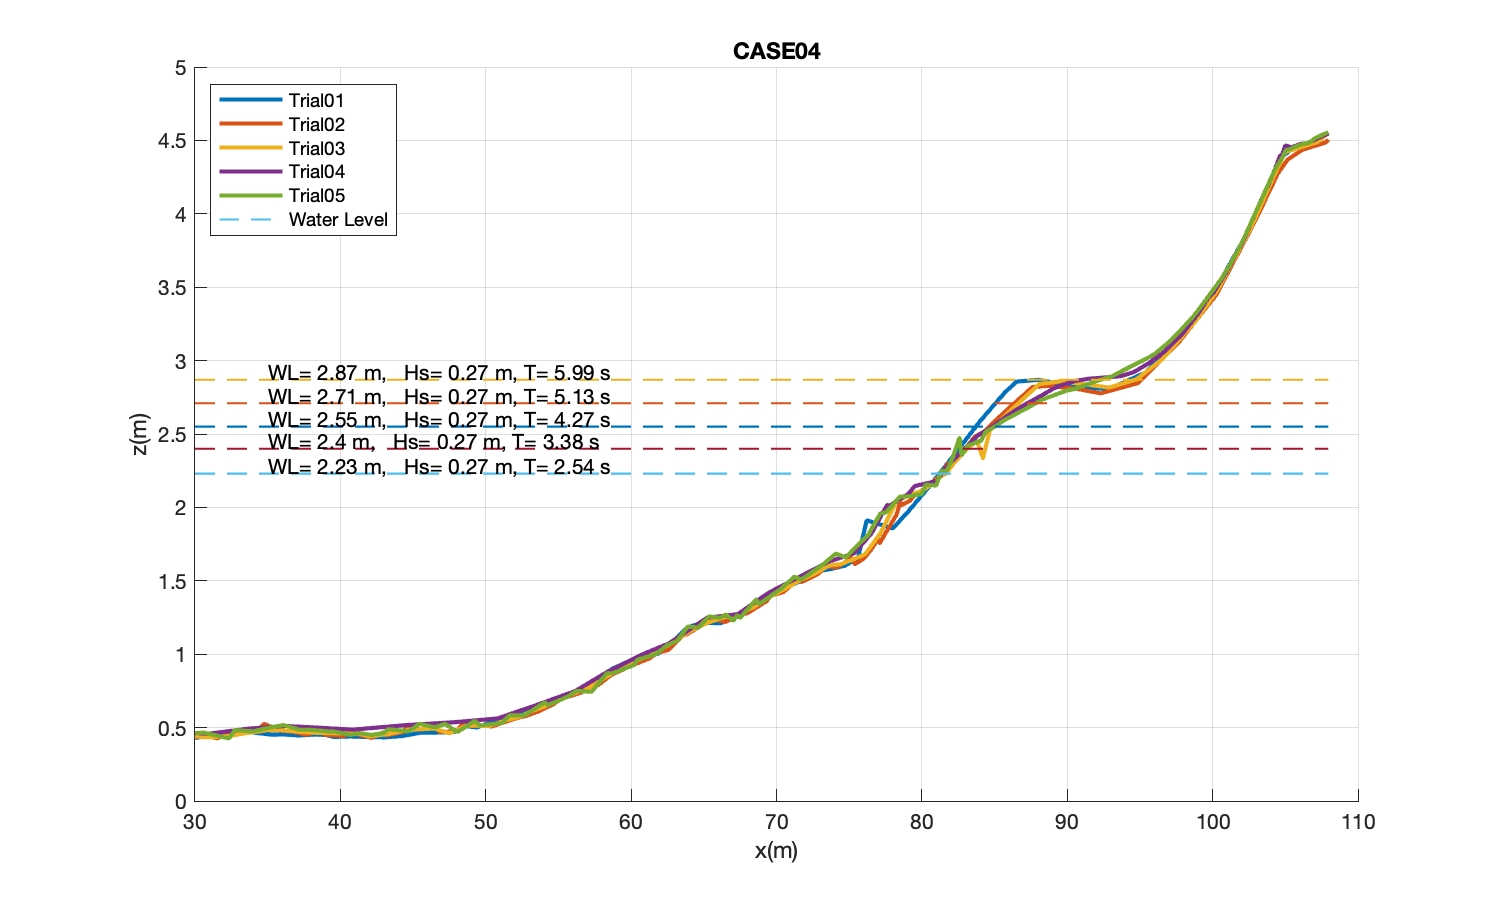 CASE04
5
4.5
4
3.5
3
2.5
2
1.5
1
0.5
0
z(m)
Trial01
Trial02
Trial03
Trial04
Trial05
Water Level
WL= 2.87 m, Hs= 0.27 m, T= 5.99 s
WL= 2.71 m, Hs= 0.27 m, T= 5.13 s
WL= 2.55 m, Hs= 0.27 m, T= 4.27 s
WL= 2.4 m, Hs= 0.27 m, T= 3.38 s
WL= 2.23 m, Hs= 0.27 m, T= 2.54 s
30 40 50 60 70 80 90 100 110
x(m)